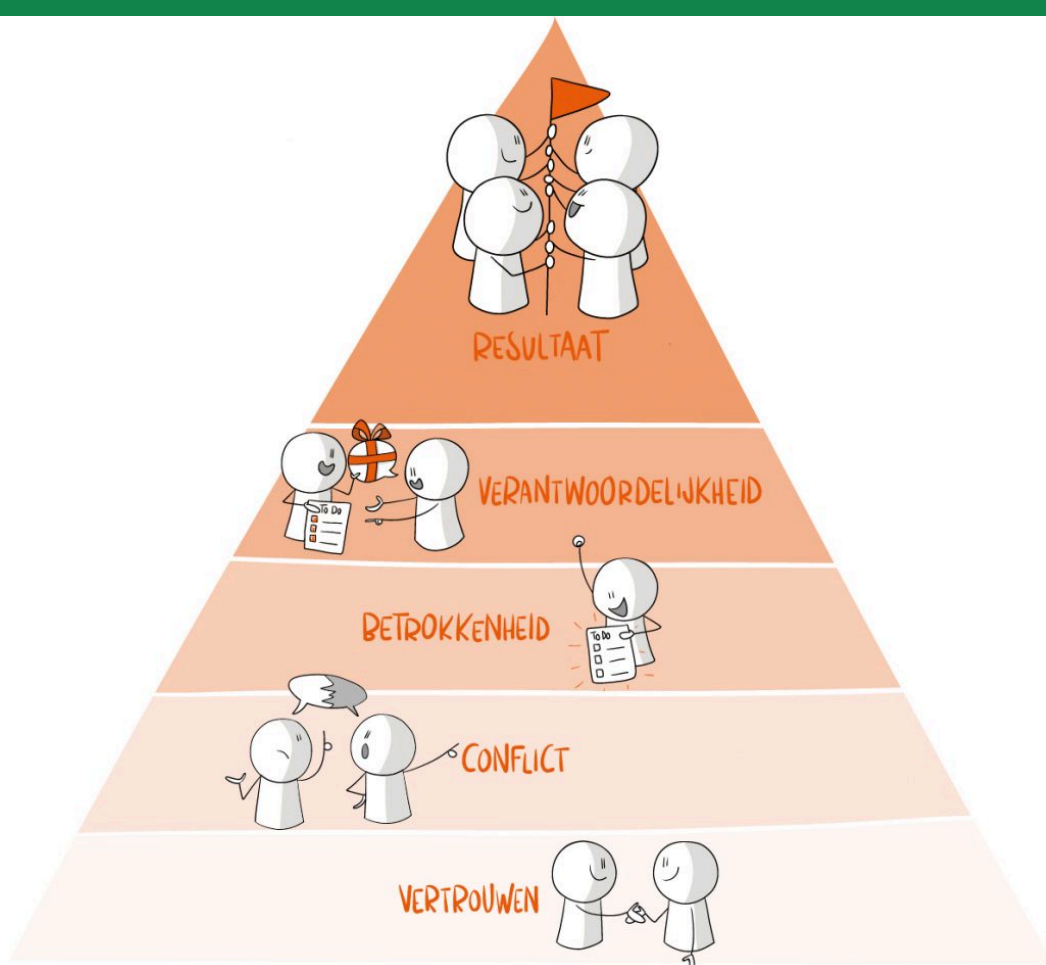 RESULTAAT
TO DO
VERANTWOORDELIJKHEID
BETROKKENHEID
TO DO
CONFLICT
VERTROUWEN